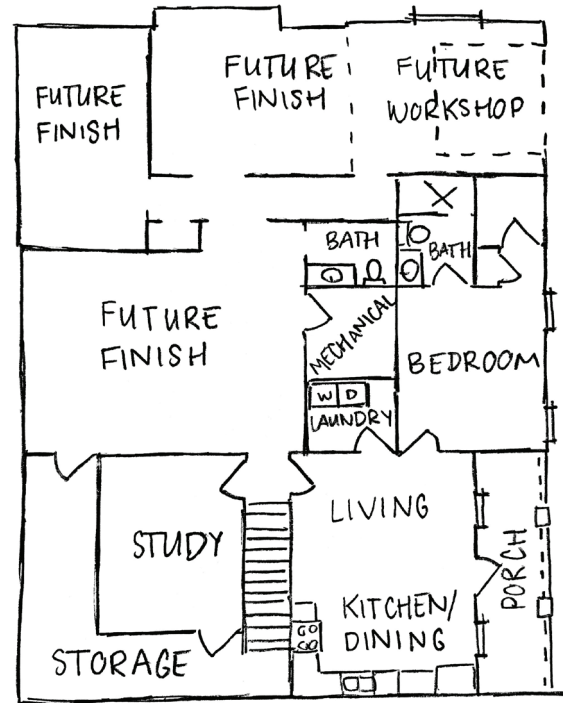 FUTURE
FINISH
FUTURE
FINISH
FUTURE
WORKSHOP
BATH
BATH
MECHANICAL
FUTURE
FINISH
BEDROOM
W D
LAUNDRY
STUDY
LIVING
PORCH
KITCHEN/
DINING
STORAGE